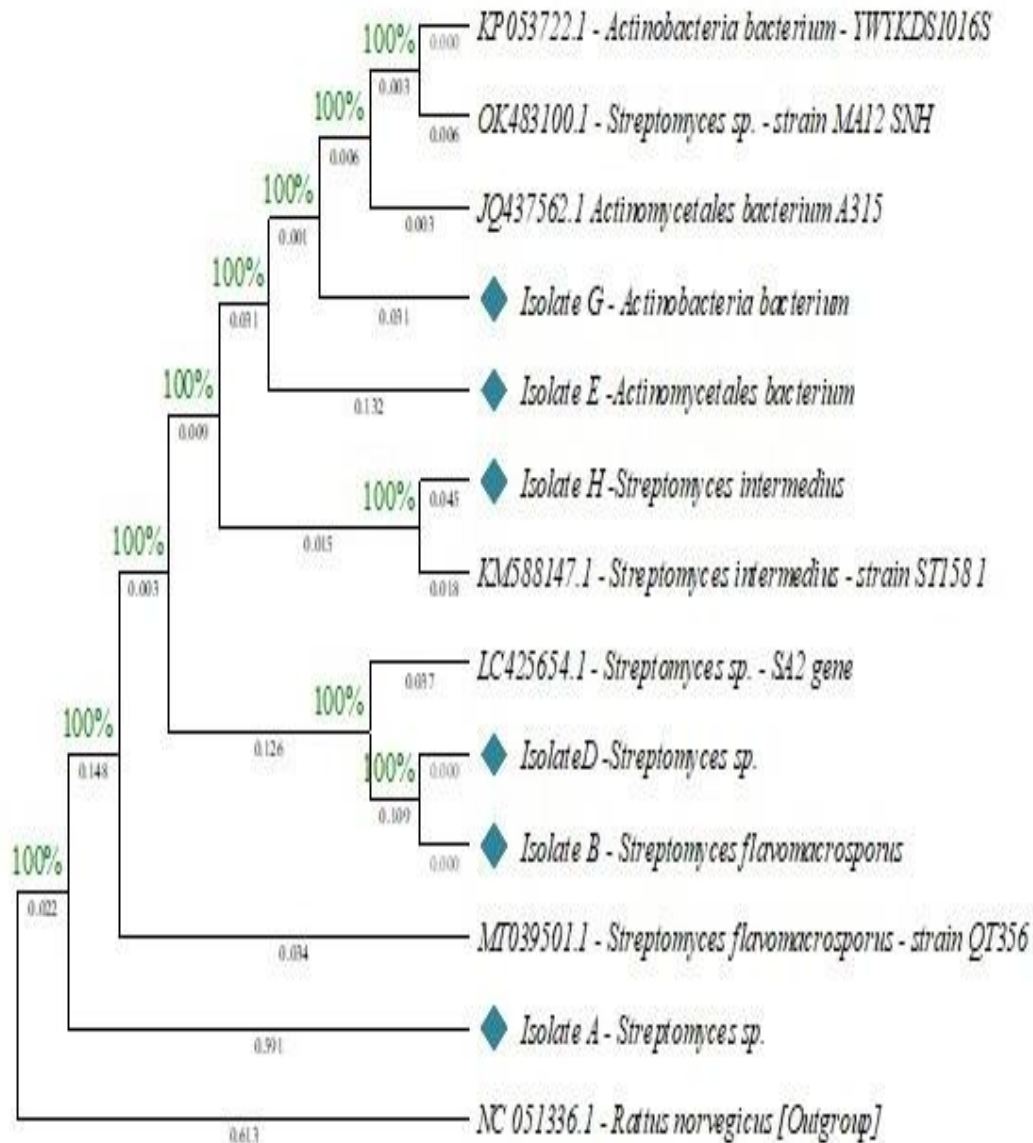 100%
0.000
KP053722.1 - Actinobacteria bacterium - YWYKDS1016S
0.003
100%
0.006
OK483100.1 - Streptomyces sp. - strain MA12 SNH
0.006
100%
0.003
JQ437562.1 Actinomycetales bacterium A315
0.001
100%
0.031
Isolate G - Actinobacteria bacterium
0.031
100%
0.132
Isolate E -Actinomycetales bacterium
0.009
100%
0.045
Isolate H -Streptomyces intermedius
0.015
100%
0.018
KM588147.1 - Streptomyces intermedius - strain ST158 1
0.003
100%
0.037
LC425654.1 - Streptomyces sp. - SA2 gene
0.126
100%
0.000
IsolateD -Streptomyces sp.
0.148
100%
0.109
0.000
Isolate B - Streptomyces flavomacrosporus
100%
0.022
0.034
MT039501.1 - Streptomyces flavomacrosporus - strain QT356
0.591
Isolate A - Streptomyces sp.
0.613
NC 051336.1 - Rattus norvegicus [Outgroup]